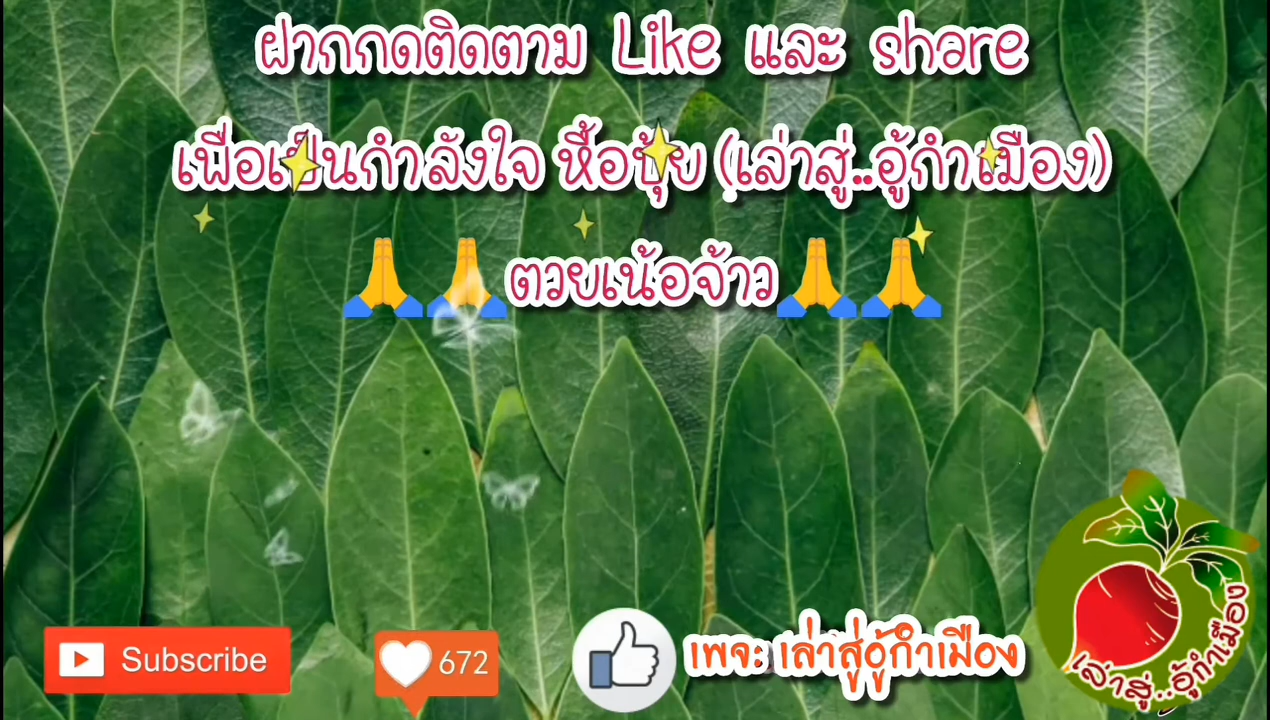 ฝากกดติดตาม Like และ share
เพื่อเป็นกำลังใจ หื้อปุ้ย (เล่าสู่..อู้กำเมือง)
ตวยเน้อจ้าว
Subscribe
672
เพจ: เล่าสู่อู้กำเมือง
เล่าสู่..อู้กำเมือง